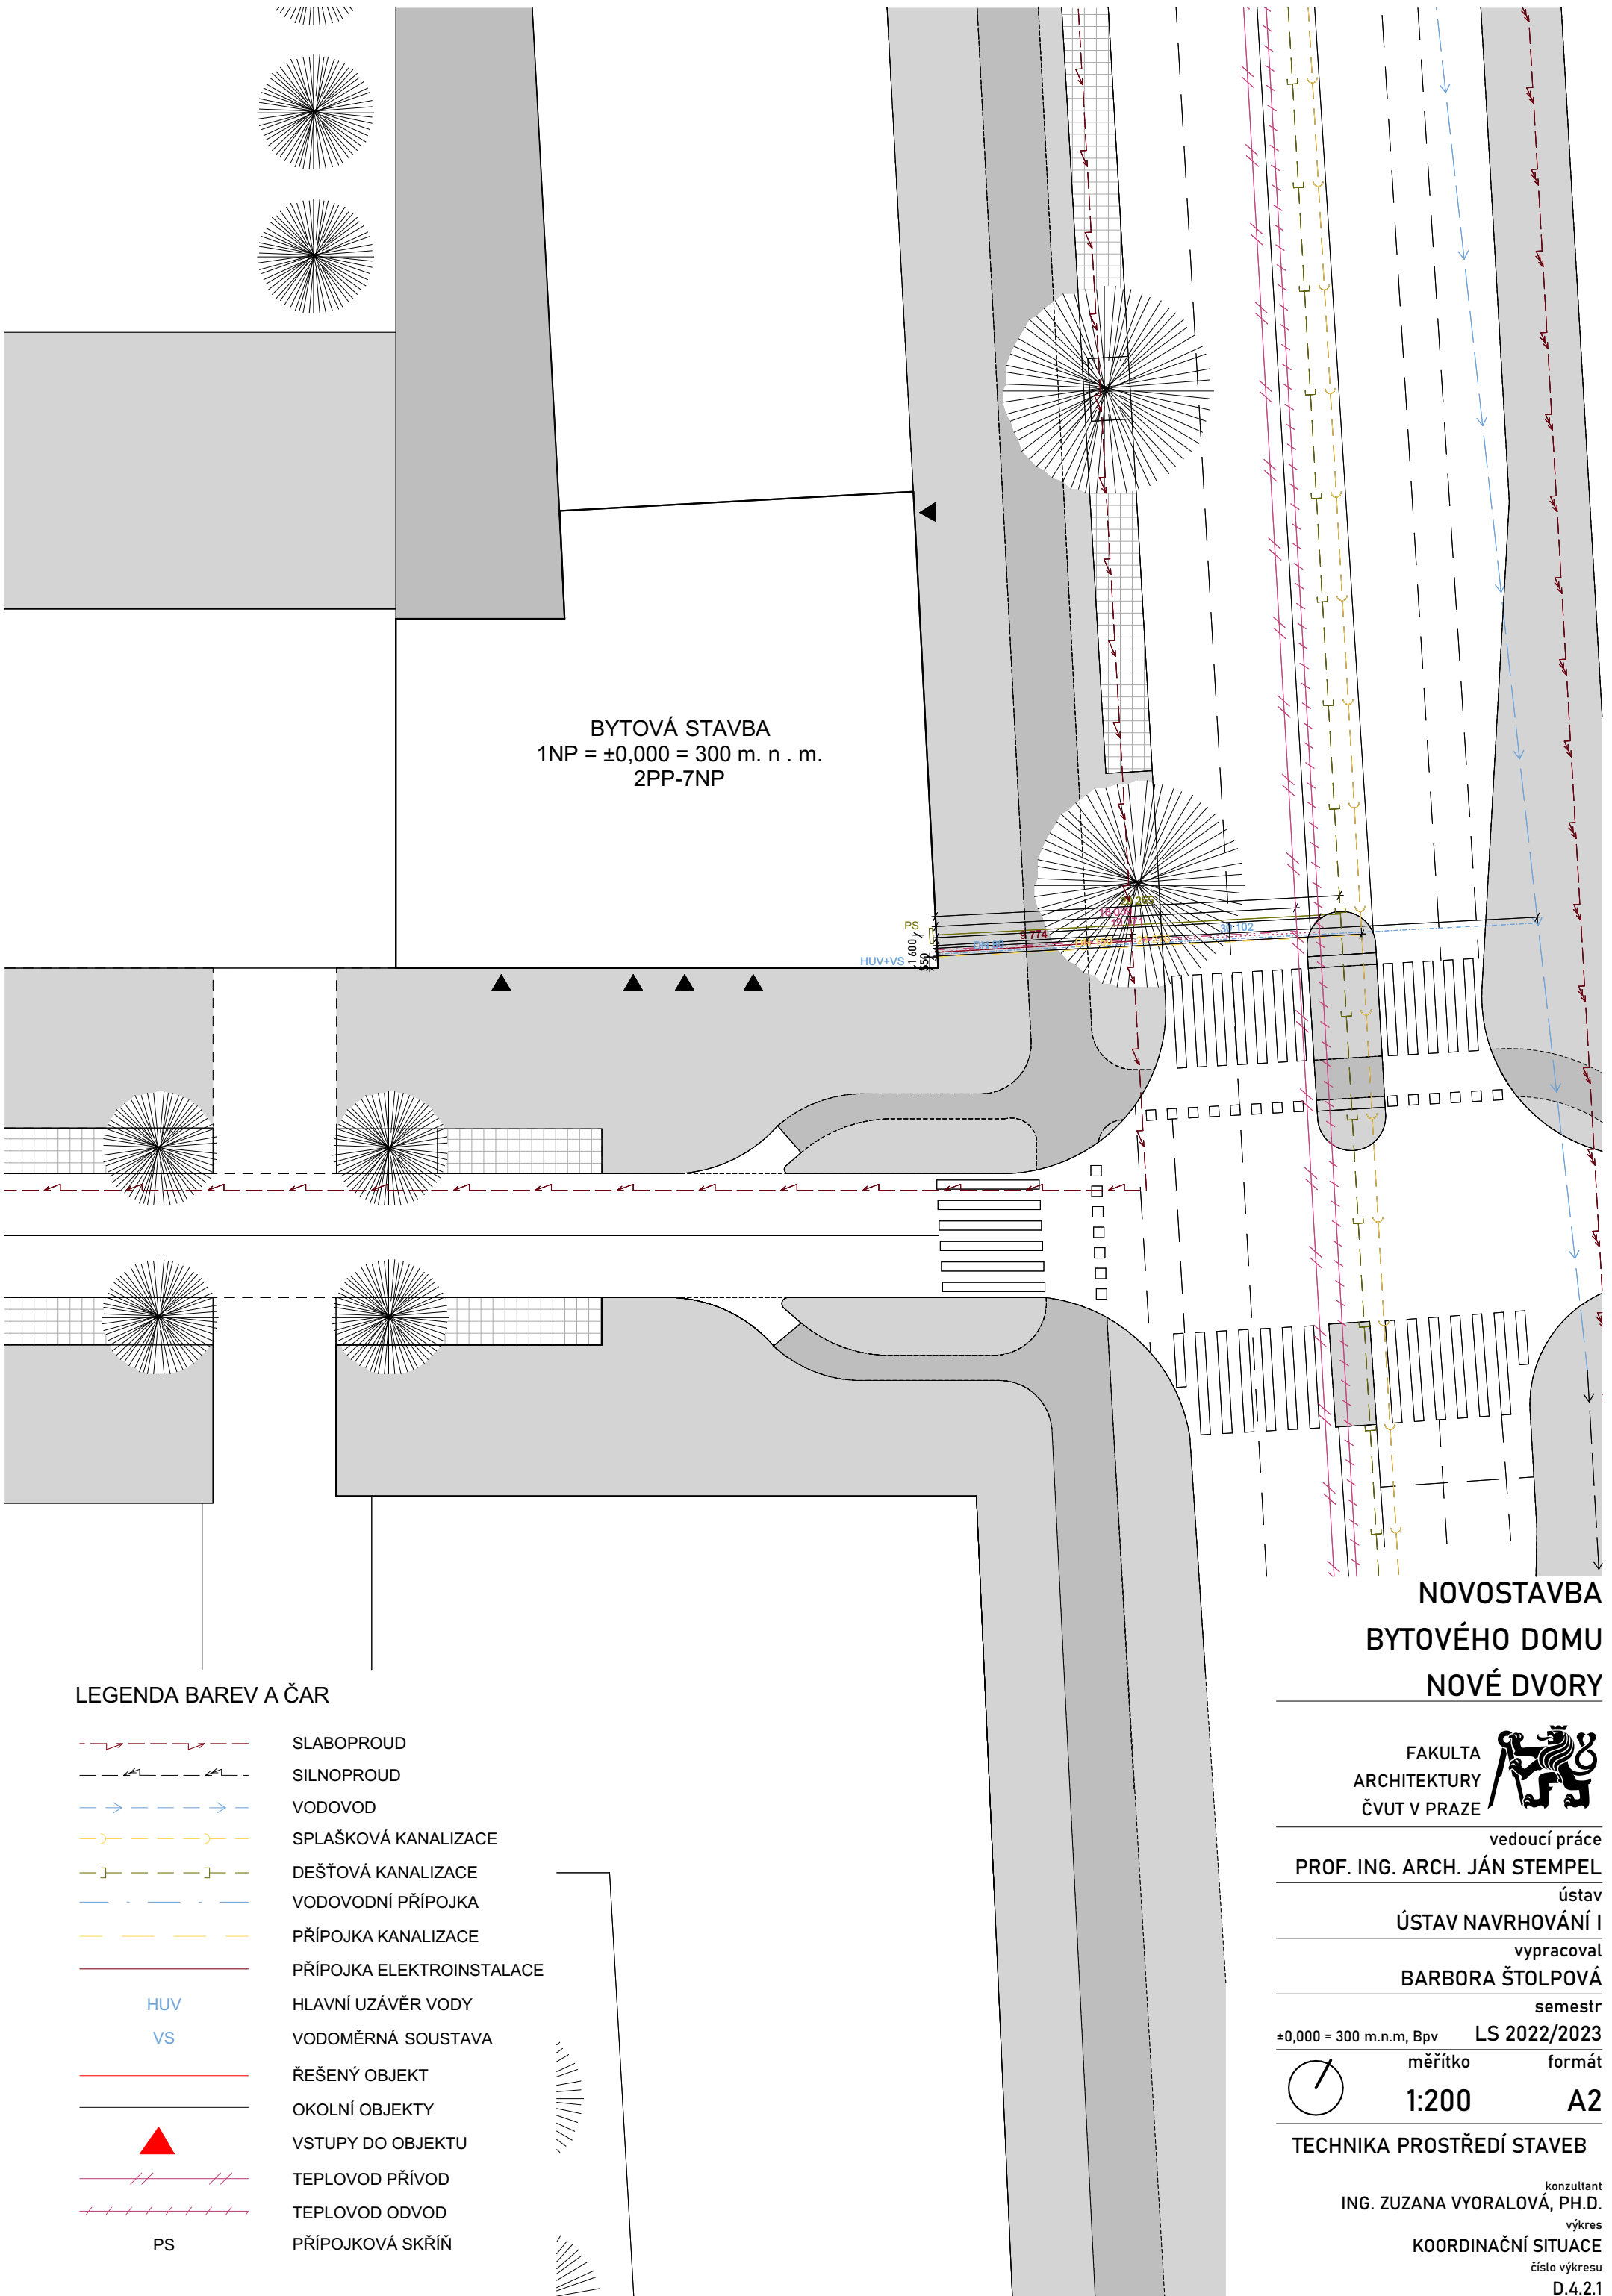 BYTOVÁ STAVBA
1NP = ±0,000 = 300 m. n . m.
2PP-7NP
PS
HUV+VS
1 600
550
9 774
30 102
LEGENDA BAREV A ČAR
SLABOPROUD
SILNOPROUD
VODOVOD
SPLAŠKOVÁ KANALIZACE
DEŠŤOVÁ KANALIZACE
VODOVODNÍ PŘÍPOJKA
PŘÍPOJKA KANALIZACE
PŘÍPOJKA ELEKTROINSTALACE
HUV HLAVNÍ UZÁVĚR VODY
VS VODOMĚRNÁ SOUSTAVA
ŘEŠENÝ OBJEKT
OKOLNÍ OBJEKTY
VSTUPY DO OBJEKTU
TEPLOVOD PŘÍVOD
TEPLOVOD ODVOD
PS PŘÍPOJKOVÁ SKŘÍŇ
NOVOSTAVBA
BYTOVÉHO DOMU
NOVÉ DVORY
FAKULTA
ARCHITEKTURY
ČVUT V PRAZE
vedoucí práce
PROF. ING. ARCH. JÁN STEMPEL
ústav
ÚSTAV NAVRHOVÁNÍ I
vypracoval
BARBORA ŠTOLPOVÁ
semestr
±0,000 = 300 m.n.m, Bpv LS 2022/2023
měřítko formát
1:200 A2
TECHNIKA PROSTŘEDÍ STAVEB
konzultant
ING. ZUZANA VYORALOVÁ, PH.D.
výkres
KOORDINAČNÍ SITUACE
číslo výkresu
D.4.2.1